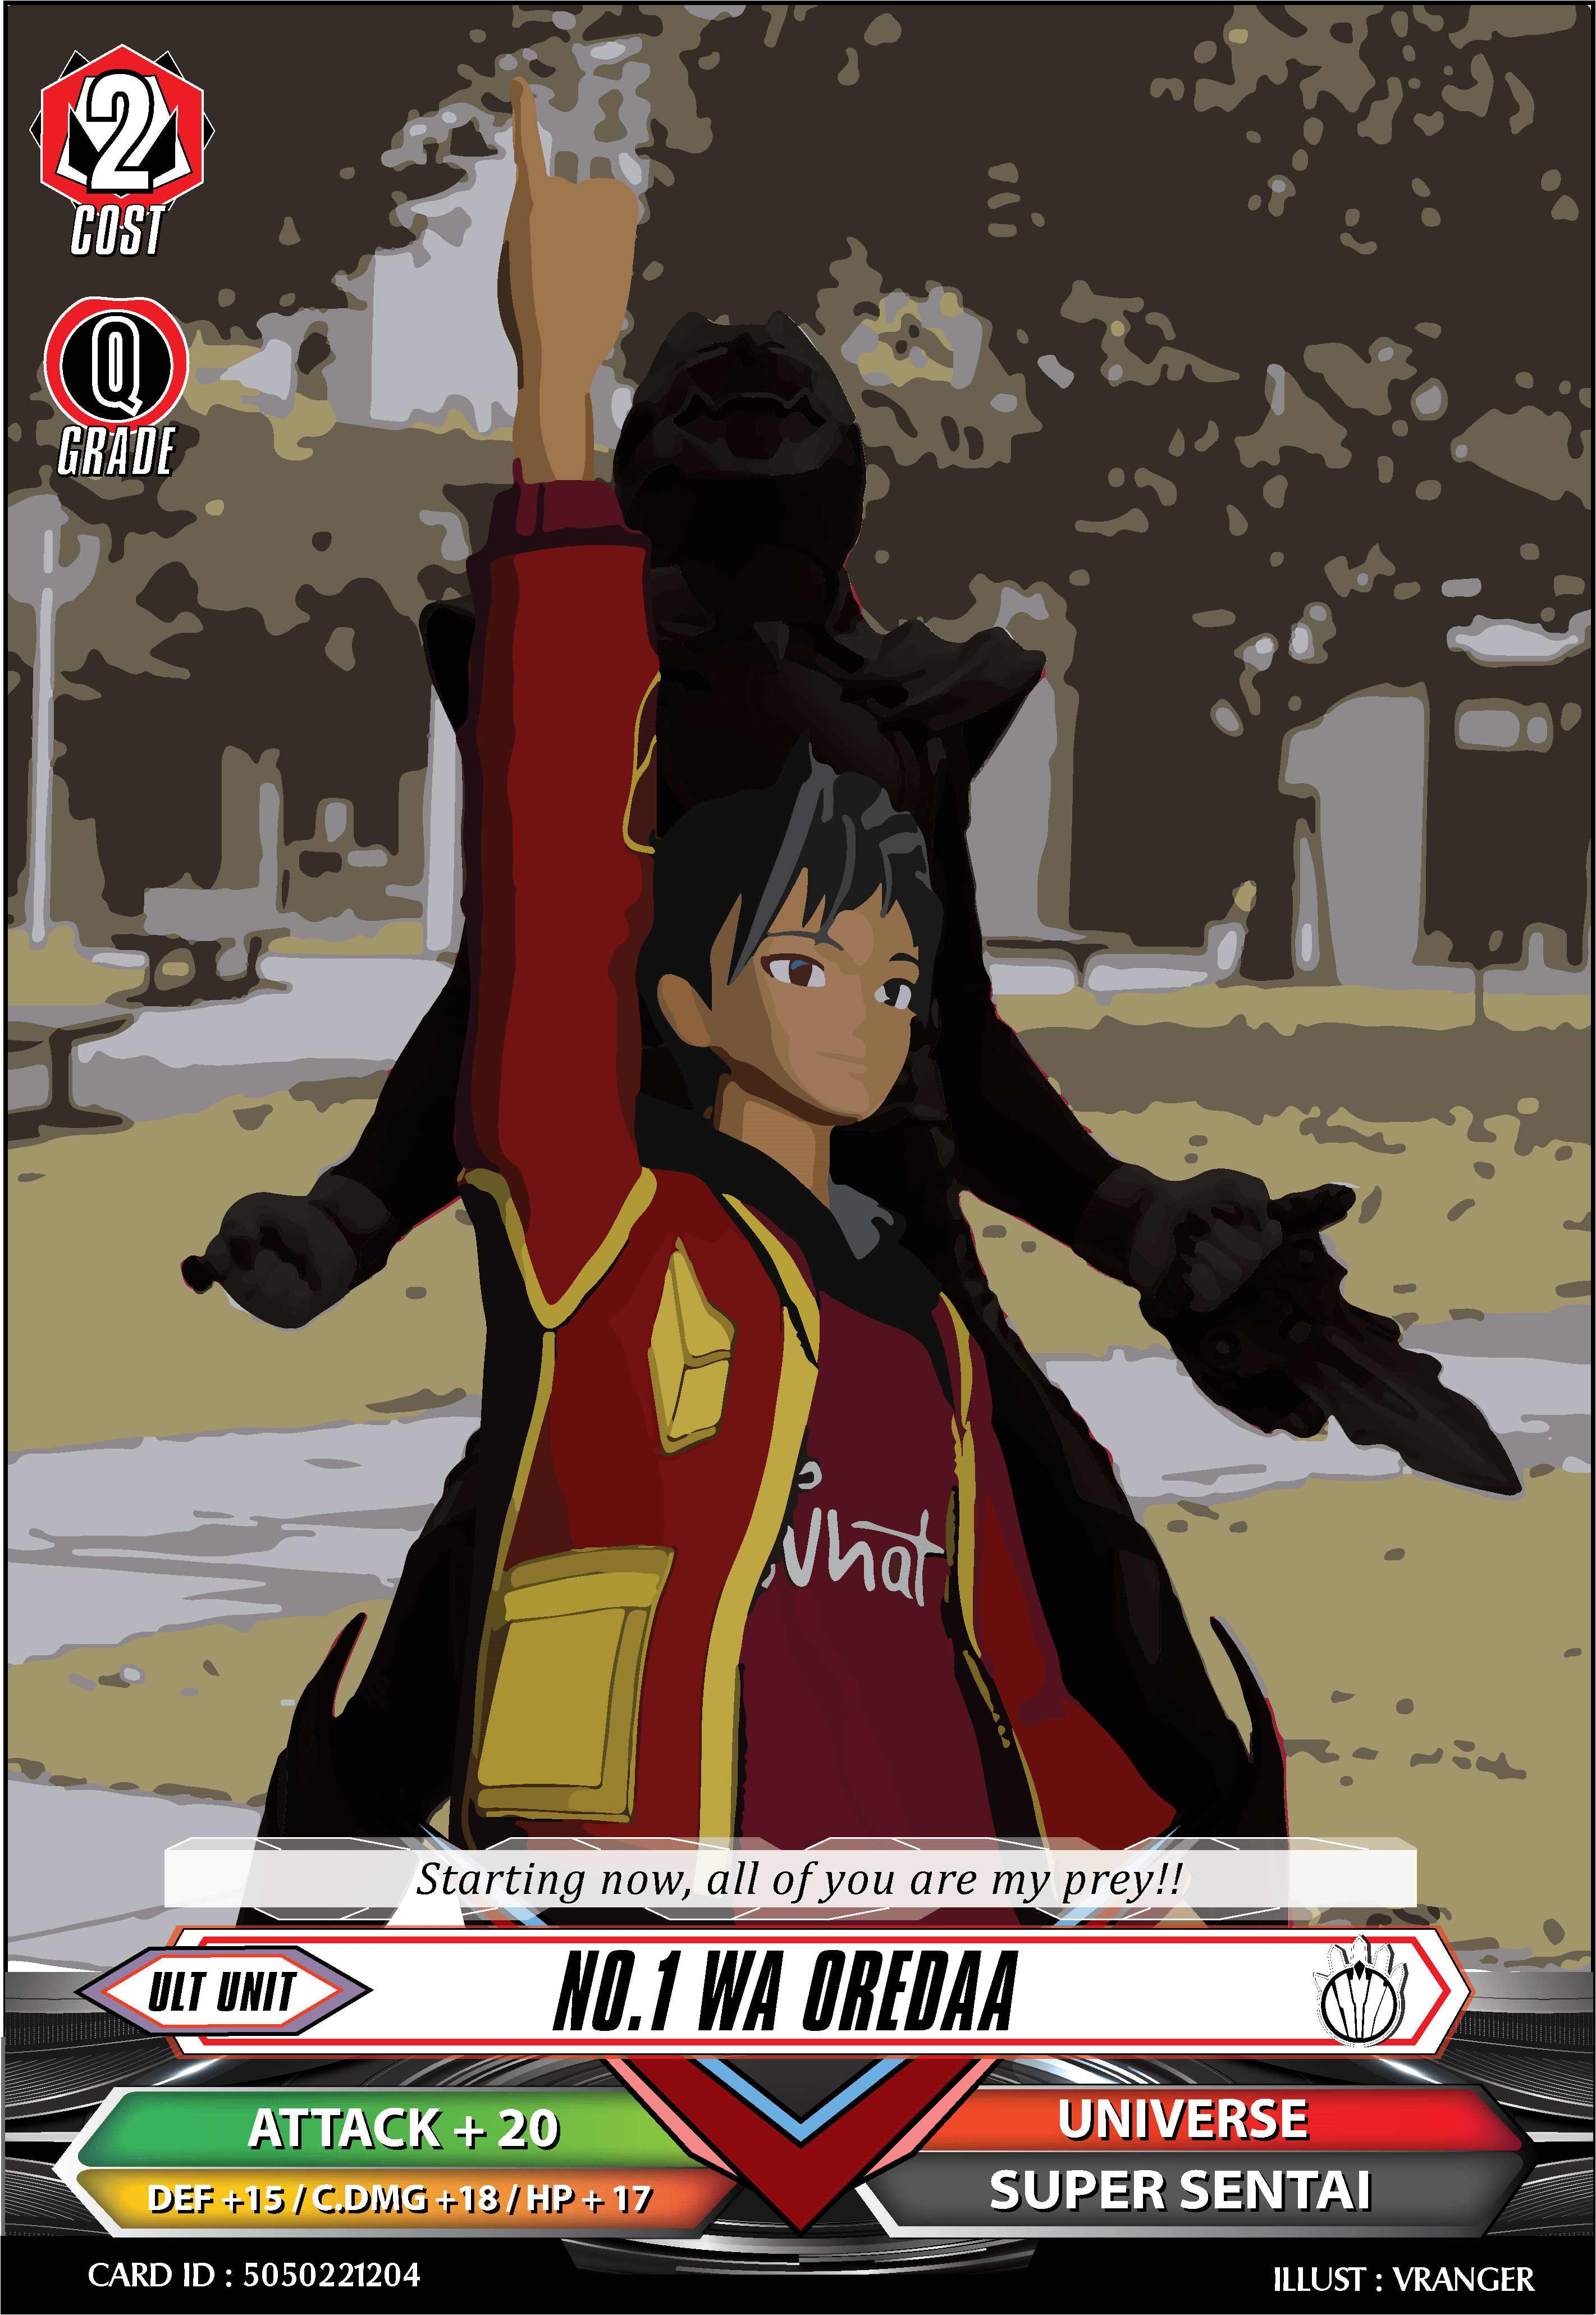 2
COST
Q
GRADE
What
Starting now, all of you are my prey!!
ULT UNIT
NO.1 WA OREDAA
ATTACK + 20
UNIVERSE
DEF +15 / C.DMG +18 / HP + 17
SUPER SENTAI
CARD ID : 5050221204
ILLUST : VRANGER